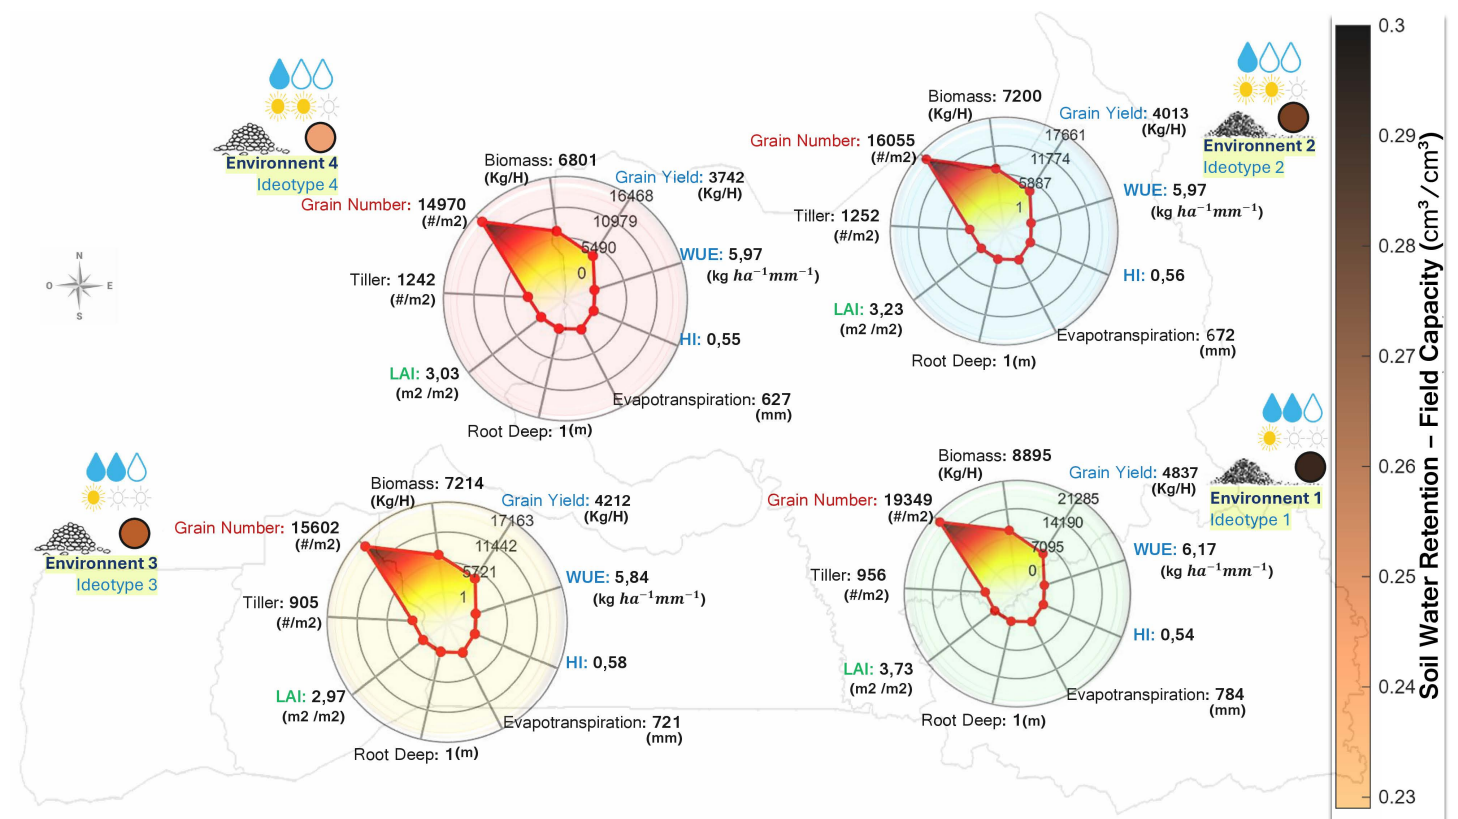 Environnent 4
Ideotype 4
Biomass: 6801
(Kg/H)
Grain Yield: 3742
(Kg/H)
Grain Number: 14970
(#/m2)
16468
10979
5490
0
WUE: 5,97
(kg ha⁻¹mm⁻¹)
Tiller: 1242
(#/m2)
HI: 0,55
LAI: 3,03
(m2 /m2)
Evapotranspiration: 627
(mm)
Root Deep: 1(m)
Environnent 2
Ideotype 2
Biomass: 7200
(Kg/H)
Grain Yield: 4013
(Kg/H)
Grain Number: 16055
(#/m2)
17661
11774
5887
1
WUE: 5,97
(kg ha⁻¹mm⁻¹)
Tiller: 1252
(#/m2)
HI: 0,56
LAI: 3,23
(m2 /m2)
Evapotranspiration: 672
(mm)
Root Deep: 1(m)
N
O
E
S
Environnent 3
Ideotype 3
Biomass: 7214
(Kg/H)
Grain Yield: 4212
(Kg/H)
Grain Number: 15602
(#/m2)
17163
11442
5721
1
WUE: 5,84
(kg ha⁻¹mm⁻¹)
Tiller: 905
(#/m2)
HI: 0,58
LAI: 2,97
(m2 /m2)
Evapotranspiration: 721
(mm)
Root Deep: 1(m)
Environnent 1
Ideotype 1
Biomass: 8895
(Kg/H)
Grain Yield: 4837
(Kg/H)
Grain Number: 19349
(#/m2)
21285
14190
7095
0
WUE: 6,17
(kg ha⁻¹mm⁻¹)
Tiller: 956
(#/m2)
HI: 0,54
LAI: 3,73
(m2 /m2)
Evapotranspiration: 784
(mm)
Root Deep: 1(m)
0.3
0.29
0.28
0.27
0.26
0.25
0.24
0.23
Soil Water Retention – Field Capacity (cm³/cm³)